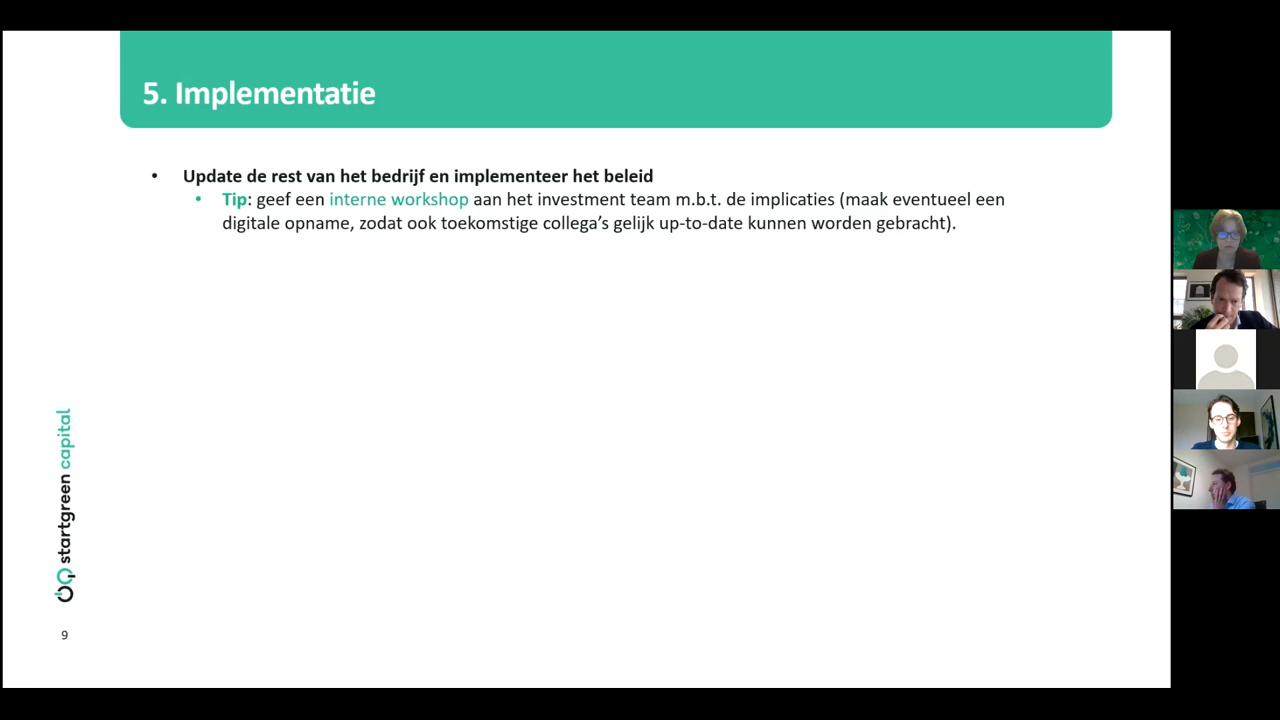 5. Implementatie
• Update de rest van het bedrijf en implementeer het beleid
• Tip: geef een interne workshop aan het investment team m.b.t. de implicaties (maak eventueel een
digitale opname, zodat ook toekomstige collega’s gelijk up-to-date kunnen worden gebracht).
startgreen capital
9